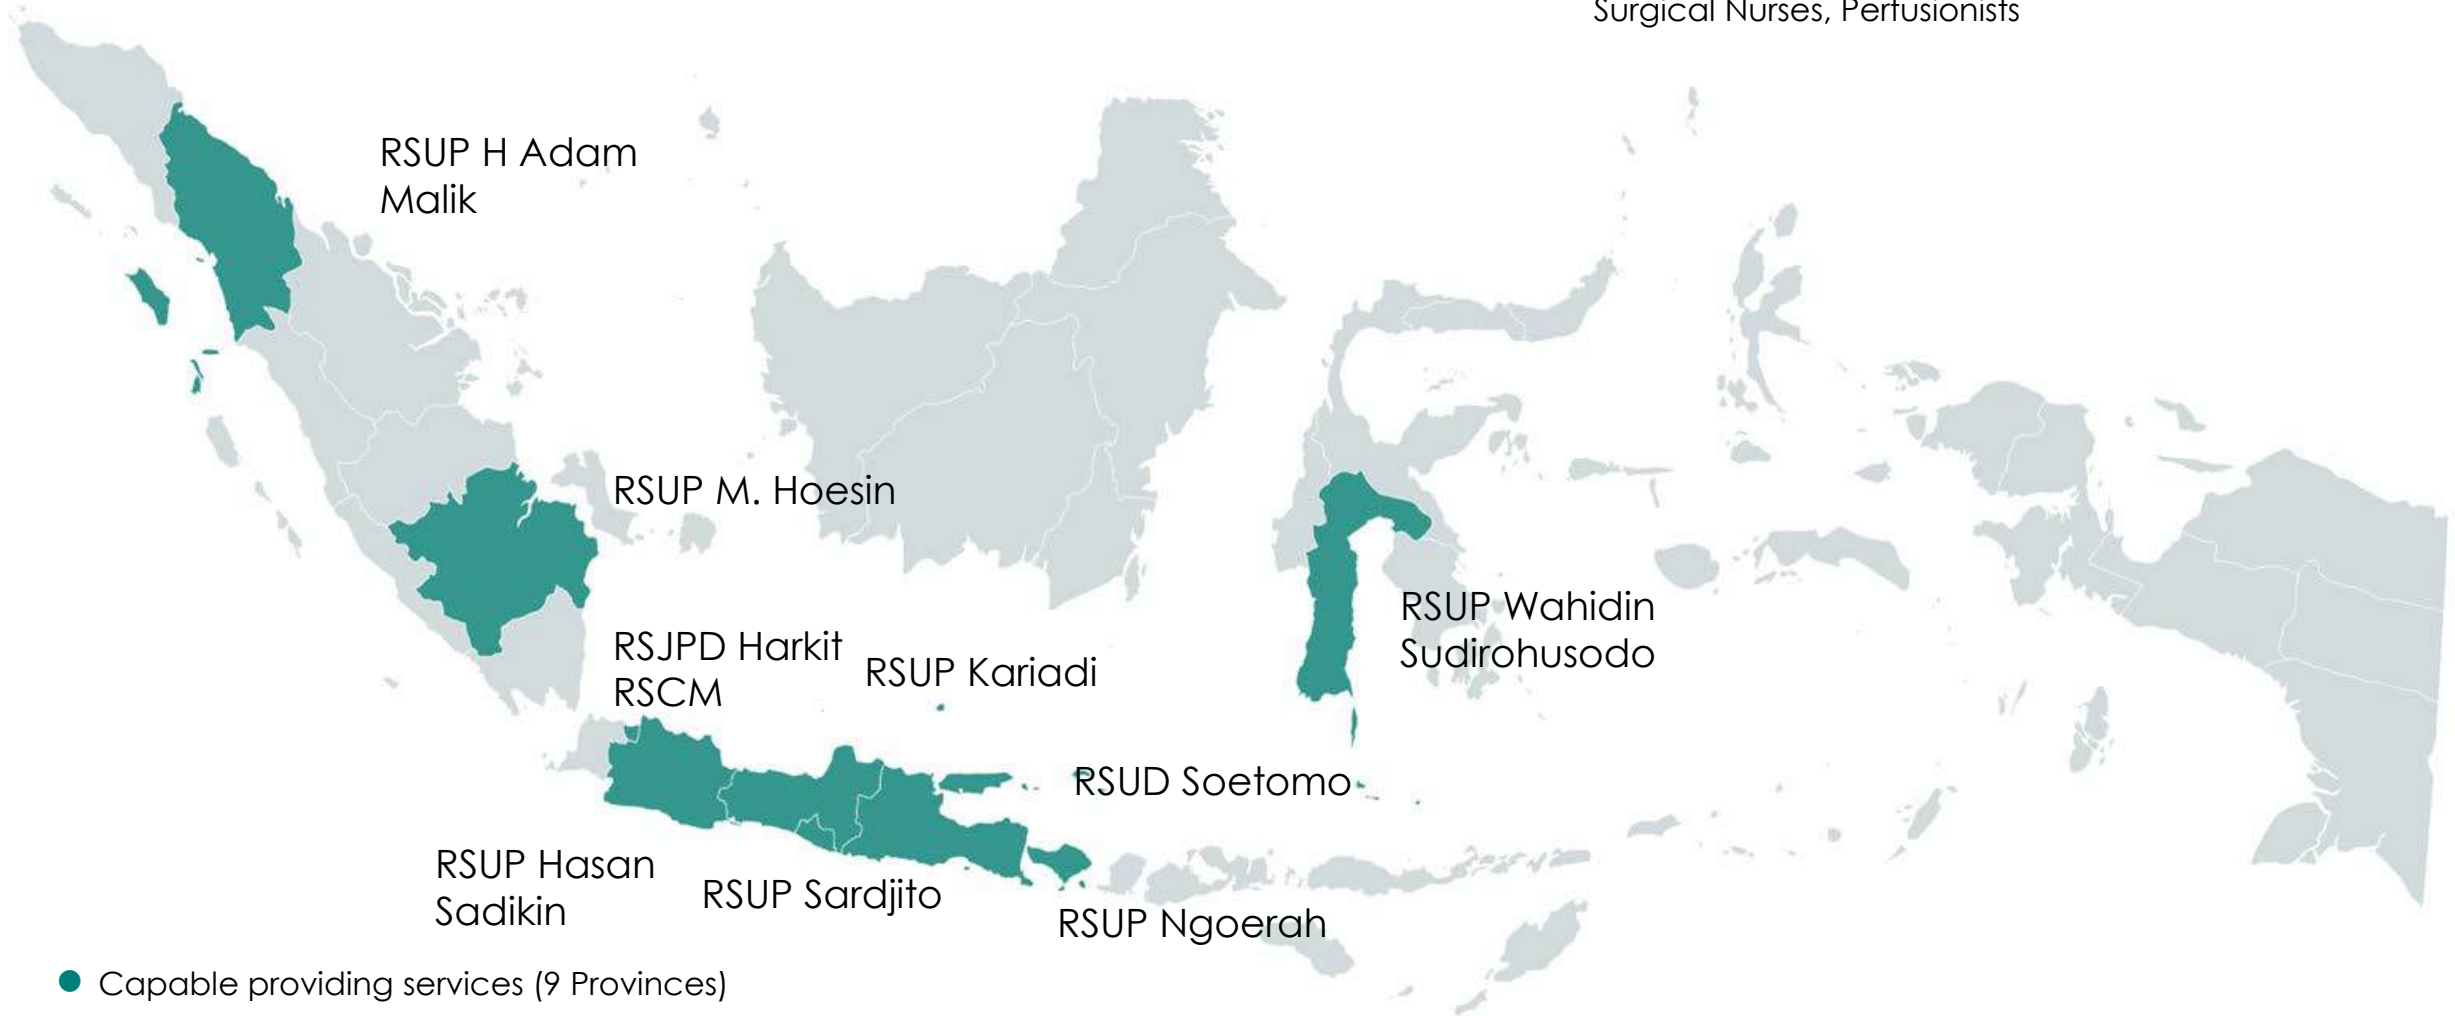 Surgical Nurses, Perfusionists
RSUP H Adam
Malik
RSUP M. Hoesin
RSUP Wahidin
Sudirohusodo
RSJPD Harkit
RSCM
RSUP Kariadi
RSUD Soetomo
RSUP Hasan
Sadikin
RSUP Sardjito
RSUP Ngoerah
Capable providing services (9 Provinces)